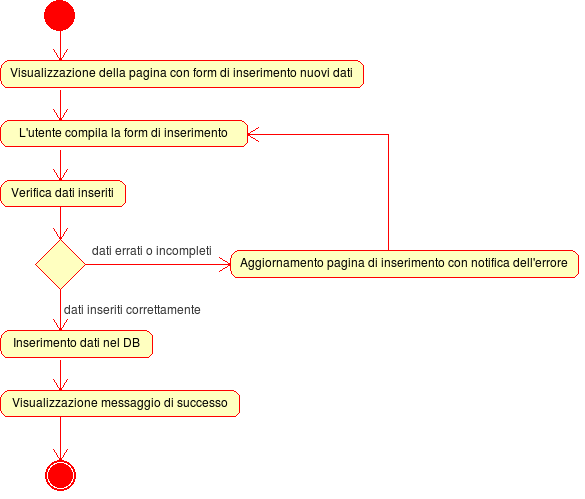 Visualizzazione della pagina con form di inserimento nuovi dati
L'utente compila la form di inserimento
Verifica dati inseriti
dati errati o incompleti
Aggiornamento pagina di inserimento con notifica dell'errore
dati inseriti correttamente
Inserimento dati nel DB
Visualizzazione messaggio di successo